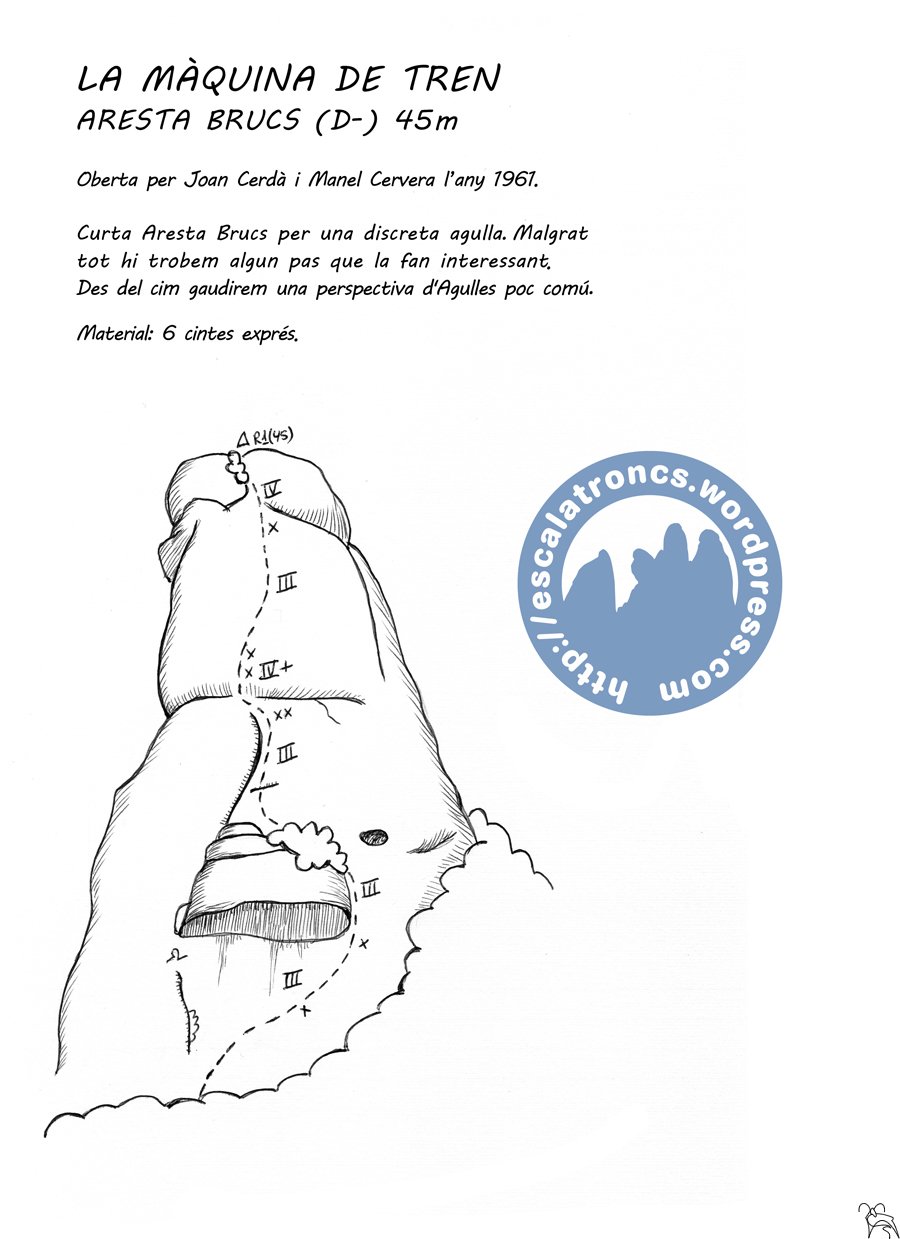 LA MÀQUINA DE TREN
ARESTA BRUCS (D-) 45m
Oberta per Joan Cerdà i Manel Cervera l'any 1961.
Curta Aresta Brucs per una discreta agulla. Malgrat
tot hi trobem algun pas que la fan interessant.
Des del cim gaudirem una perspectiva d'Agulles poc comú.
Material: 6 cintes exprés.
R1(45)
IV
x
III
x
x IV+
xx
III
III
x
III
x
http://escalatroncs.wordpress.com